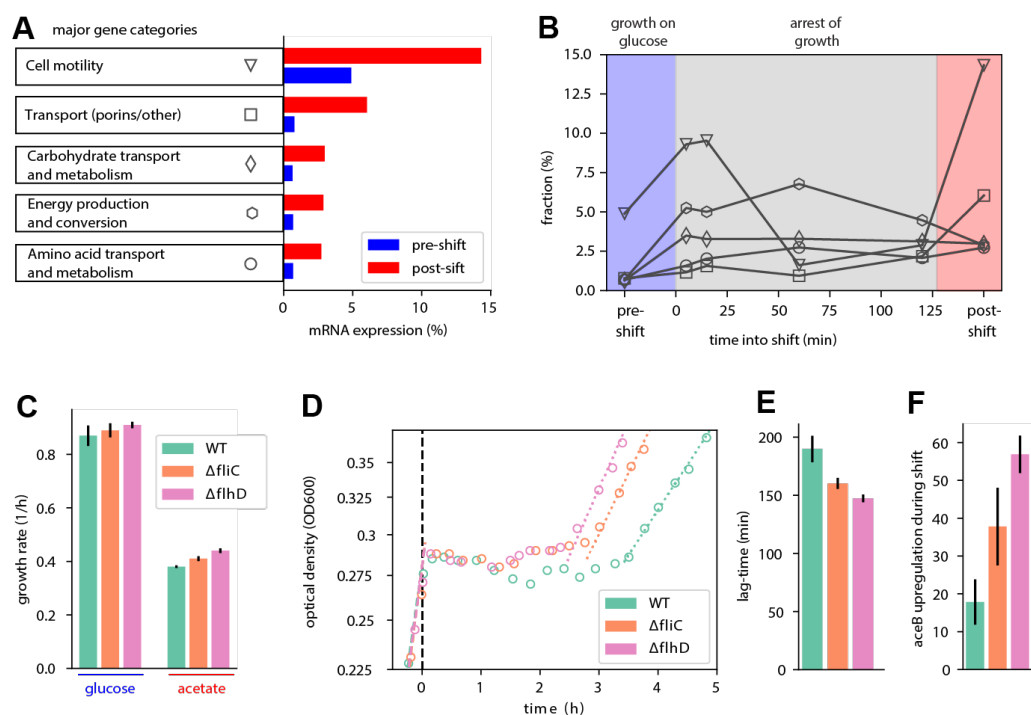 A
major gene categories
Cell motility
Transport (porins/other)
Carbohydrate transport
and metabolism
Energy production
and conversion
Amino acid transport
and metabolism
pre-shift
post-sift
0
5
10
15
mRNA expression (%)
B
growth on
glucose
arrest of
growth
15.0
12.5
10.0
7.5
5.0
2.5
0.0
fraction (%)
pre-
shift
0
25
50
75
100
125
post-
shift
time into shift (min)
C
0.8
0.6
0.4
0.2
0.0
growth rate (1/h)
WT
ΔfliC
ΔflhD
glucose
acetate
D
0.35
0.325
0.3
0.275
0.25
0.225
optical density (OD600)
WT
ΔfliC
ΔflhD
0
1
2
3
4
5
time (h)
E
200
150
100
50
0
lag-time (min)
F
60
50
40
30
20
10
0
aceB upregulation during shift